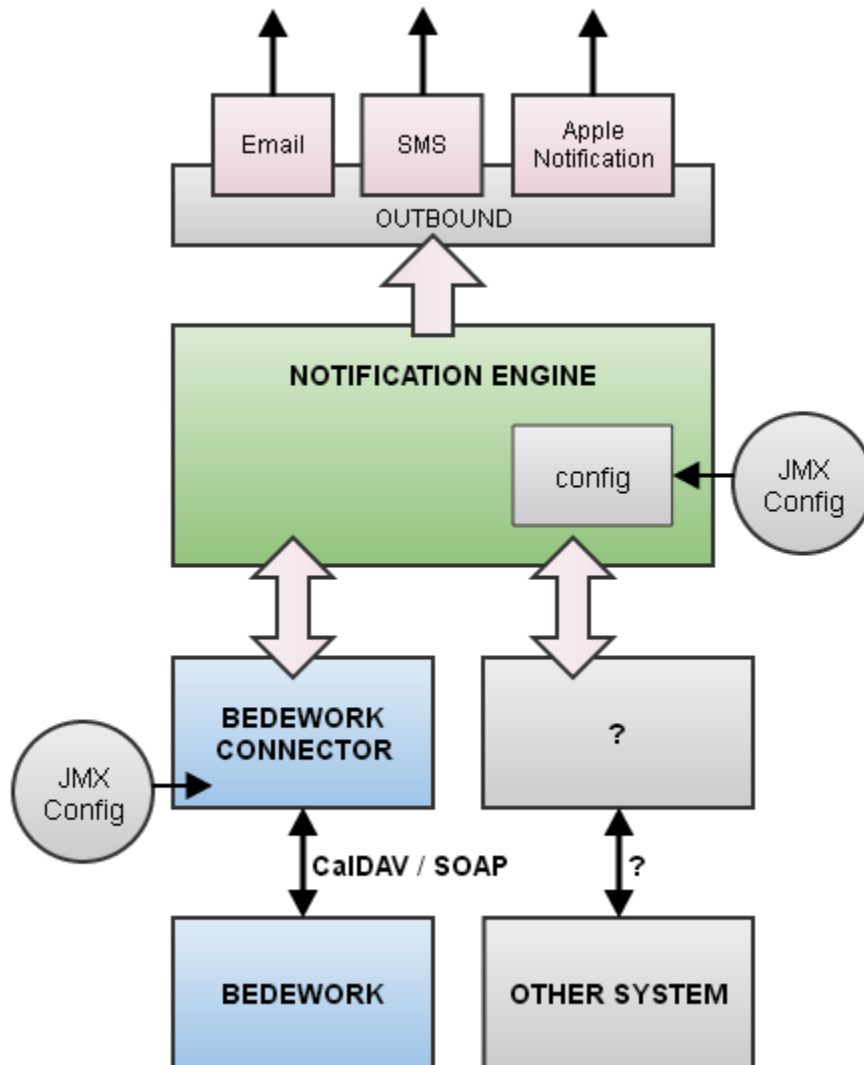 Email
SMS
Apple
Notification
OUTBOUND
NOTIFICATION ENGINE
config
JMX
Config
BEDEWORK
CONNECTOR
?
JMX
Config
CalDAV / SOAP
?
BEDEWORK
OTHER SYSTEM